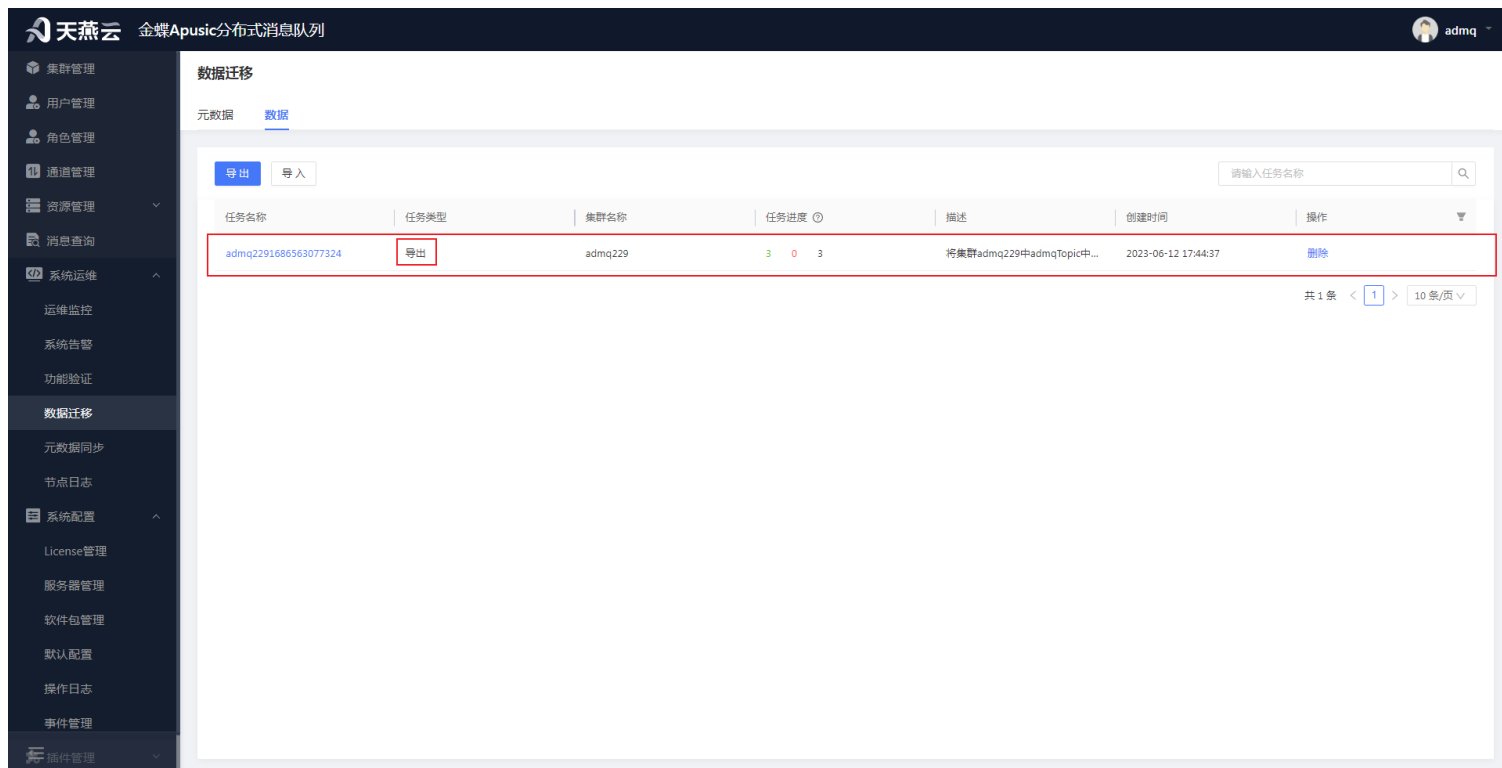 天燕云 金蝶Apusic分布式消息队列 admq
集群管理
用户管理
角色管理
通道管理
资源管理
消息查询
系统运维
运维监控
系统告警
功能验证
数据迁移
元数据同步
节点日志
系统配置
License管理
服务器管理
软件包管理
默认配置
操作日志
事件管理
插件管理
数据迁移
元数据 数据
导出 导入 请输入任务名称
任务名称 任务类型 集群名称 任务进度 描述 创建时间 操作
admq2291686563077324 导出 admq229 3 0 3 将集群admq229中admqTopic中... 2023-06-12 17:44:37 删除
共 1 条 < 1 > 10 条/页